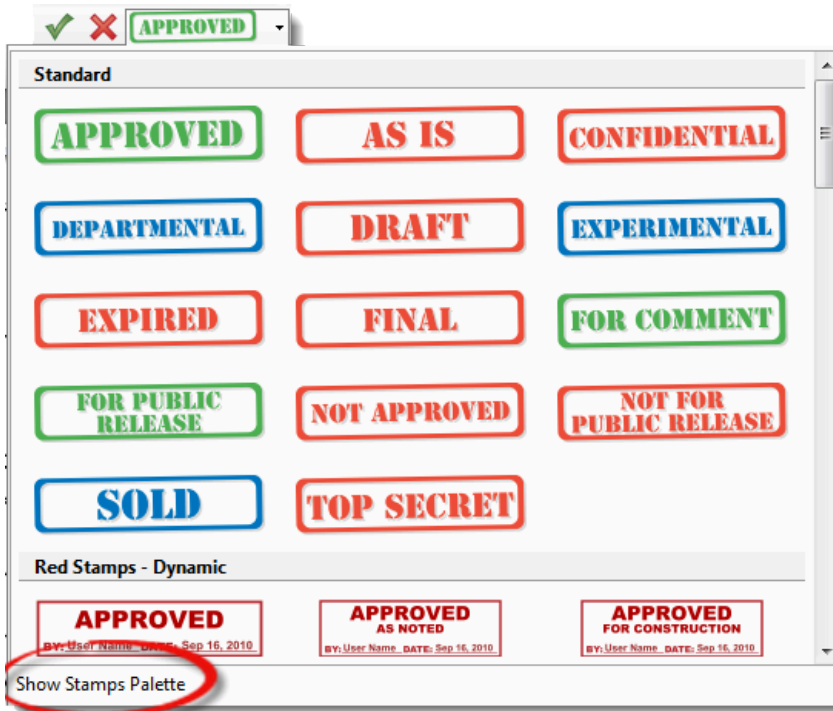 APPROVED
Standard
APPROVED
AS IS
CONFIDENTIAL
DEPARTMENTAL
DRAFT
EXPERIMENTAL
EXPIRED
FINAL
FOR COMMENT
FOR PUBLIC
RELEASE
NOT APPROVED
NOT FOR
PUBLIC RELEASE
SOLD
TOP SECRET
Red Stamps - Dynamic
APPROVED
BY: User Name DATE: Sep 16, 2010
APPROVED
AS NOTED
BY: User Name DATE: Sep 16, 2010
APPROVED
FOR CONSTRUCTION
BY: User Name DATE: Sep 16, 2010
Show Stamps Palette